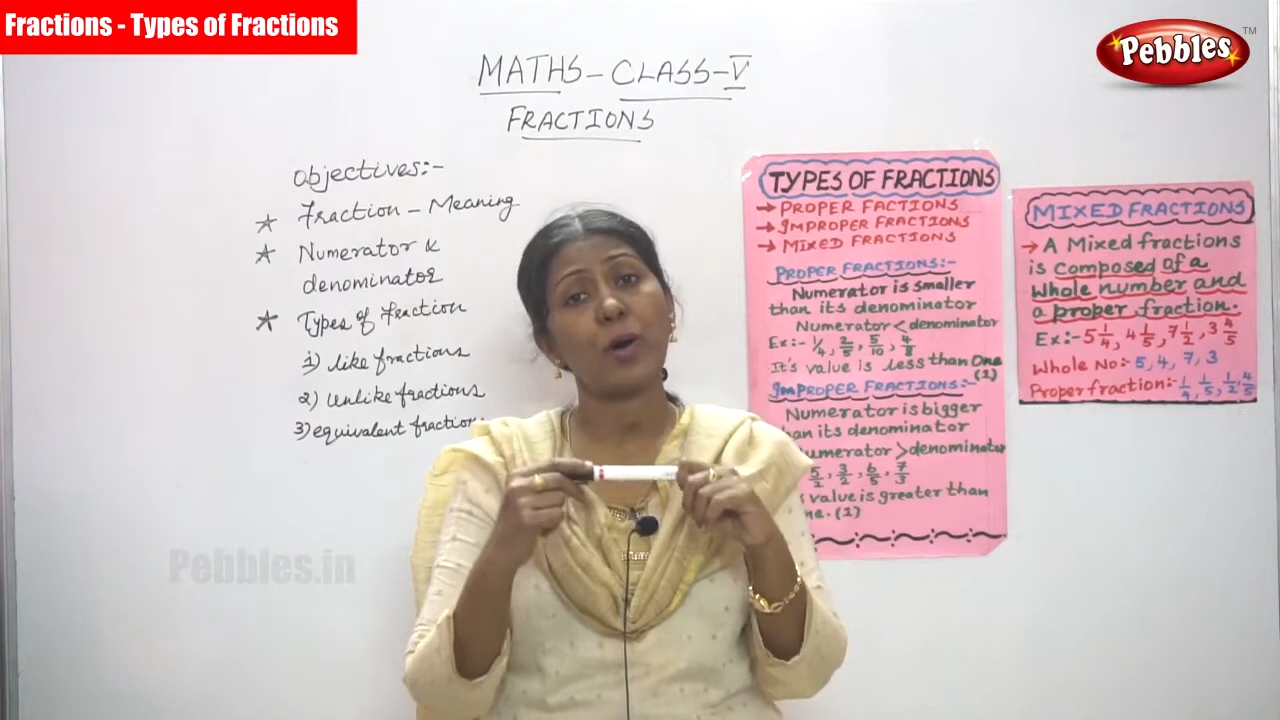 Fractions - Types of Fractions
Pebbles TM
MATHS - CLASS - V
FRACTIONS
Objectives:-
* Fraction - Meaning
* Numerator &
denominator
* Types of fraction
1) like fractions
2) Unlike fractions
3) equivalent fraction
TYPES OF FRACTIONS
→ PROPER FACTIONS
→ IMPROPER FRACTIONS
→ MIXED FRACTIONS
PROPER FRACTIONS:-
Numerator is smaller
than its denominator
Numerator < denominator
Ex:- 1/4, 2/5, 5/10, 4/8
It's value is less than One
(1)
ImPROPER FRACTIONS:-
Numerator is bigger
han its denominator
umerator > denominator
5/2, 3/2, 6/5, 7/3
value is greater than
ne. (1)
MIXED FRACTIONS
→ A Mixed fractions
is composed of a
Whole number and
a proper fraction.
Ex:- 5 1/4, 4 1/5, 7 1/2, 3 4/5
Whole No:- 5, 4, 7, 3
Proper fraction:- 1/4, 1/5, 1/2, 4/5
Pebbles.in